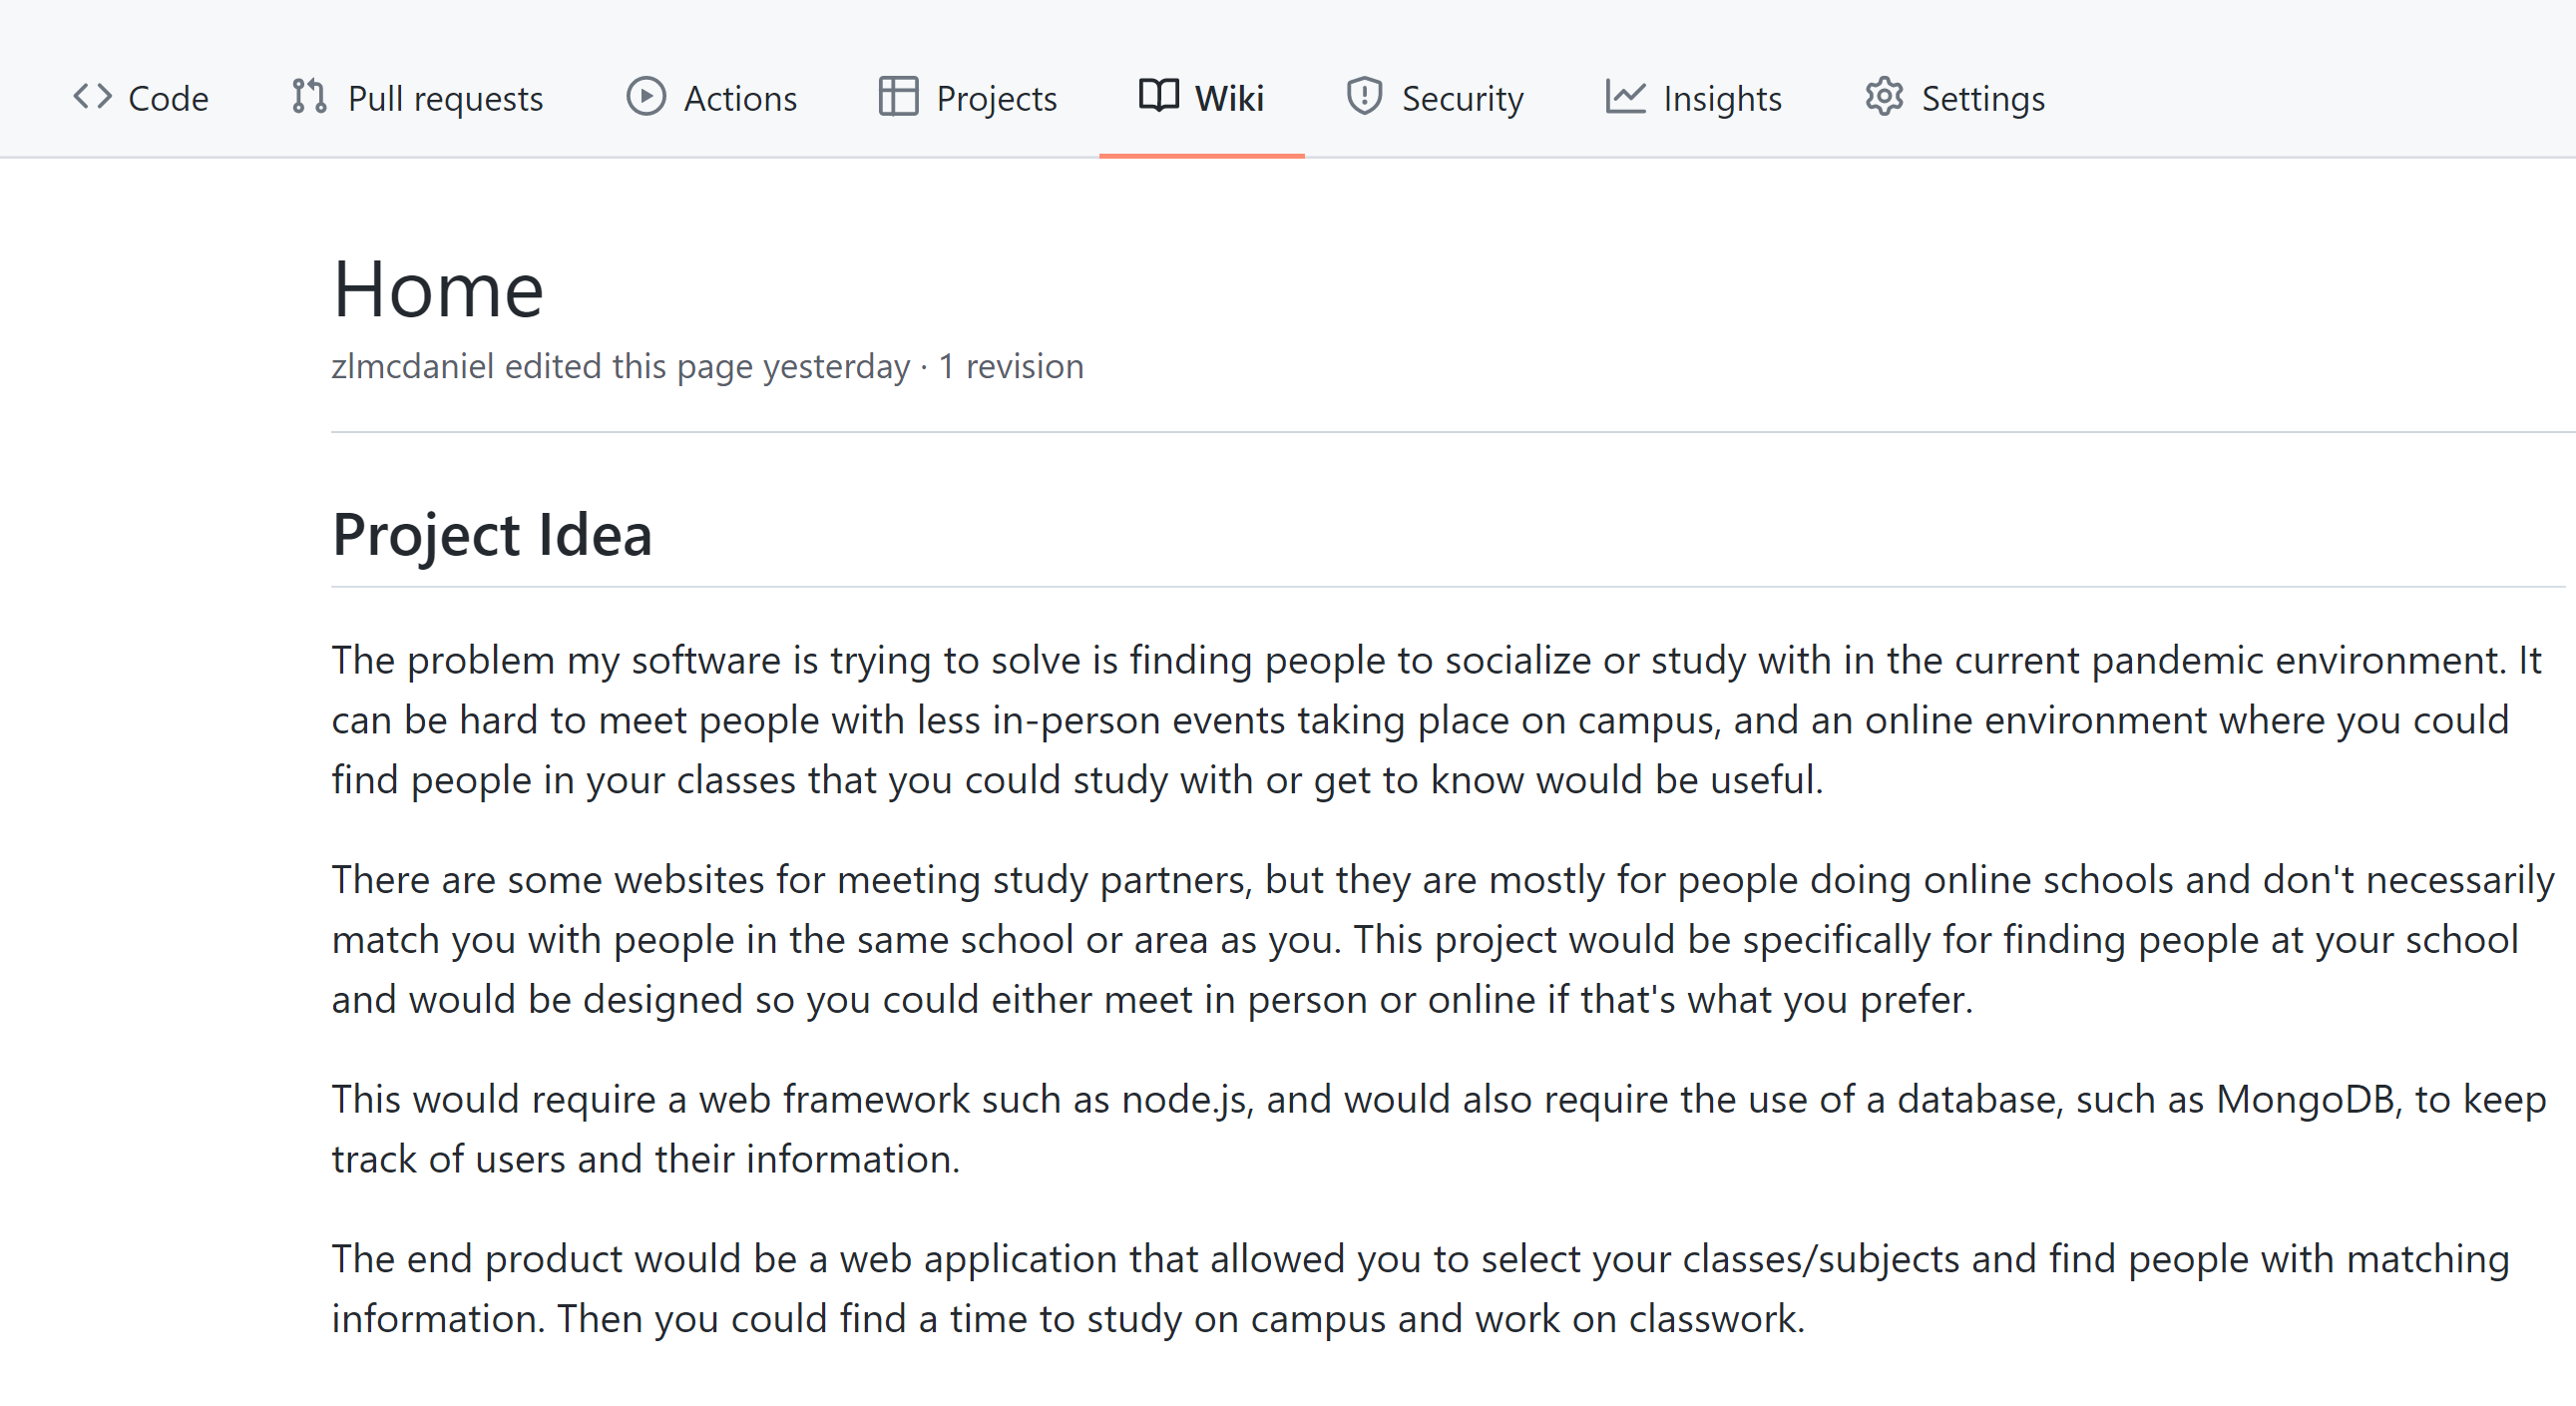 Code Pull requests Actions Projects Wiki Security Insights Settings
Home
zlmcdaniel edited this page yesterday · 1 revision
Project Idea
The problem my software is trying to solve is finding people to socialize or study with in the current pandemic environment. It
can be hard to meet people with less in-person events taking place on campus, and an online environment where you could
find people in your classes that you could study with or get to know would be useful.
There are some websites for meeting study partners, but they are mostly for people doing online schools and don't necessarily
match you with people in the same school or area as you. This project would be specifically for finding people at your school
and would be designed so you could either meet in person or online if that's what you prefer.
This would require a web framework such as node.js, and would also require the use of a database, such as MongoDB, to keep
track of users and their information.
The end product would be a web application that allowed you to select your classes/subjects and find people with matching
information. Then you could find a time to study on campus and work on classwork.